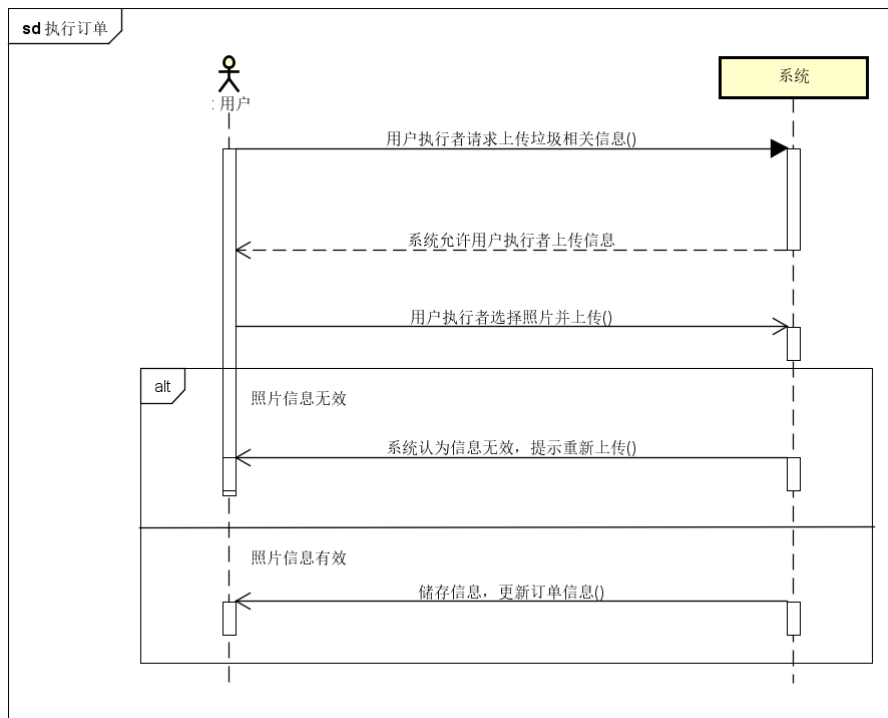 sd 执行订单
: 用户
系统
用户执行者请求上传垃圾相关信息()
系统允许用户执行者上传信息
用户执行者选择照片并上传()
alt
照片信息无效
系统认为信息无效，提示重新上传()
照片信息有效
储存信息，更新订单信息()